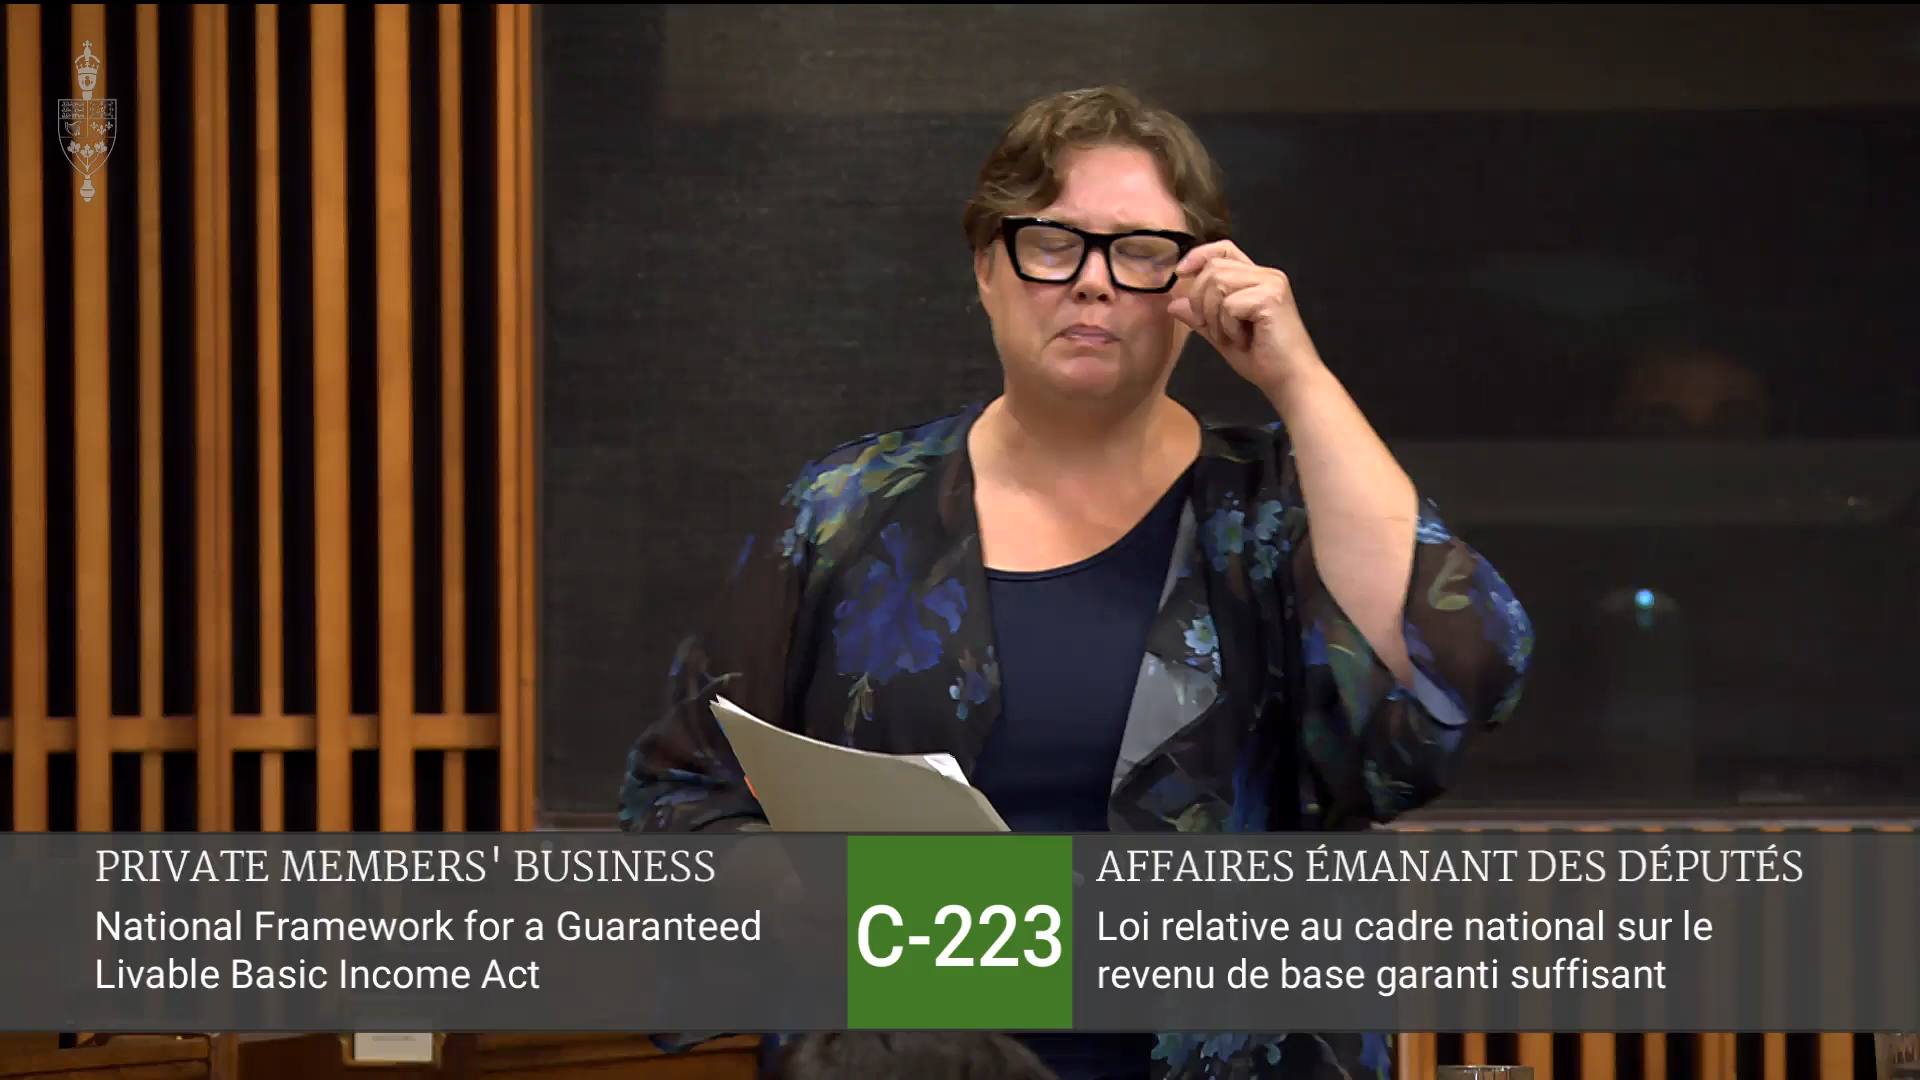 PRIVATE MEMBERS' BUSINESS
National Framework for a Guaranteed
Livable Basic Income Act
C-223
AFFAIRES ÉMANANT DES DÉPUTÉS
Loi relative au cadre national sur le
revenu de base garanti suffisant